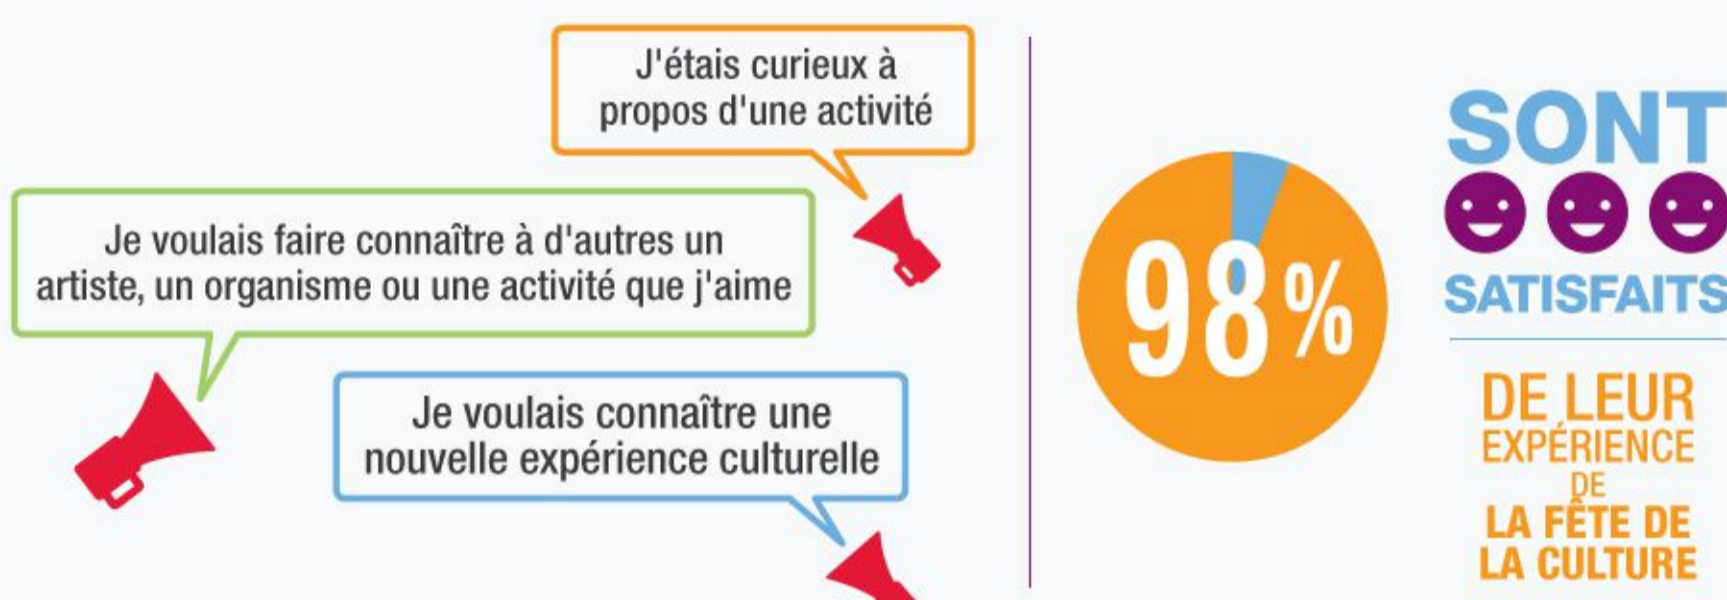 J'étais curieux à
propos d'une activité
Je voulais faire connaître à d'autres un
artiste, un organisme ou une activité que j'aime
Je voulais connaître une
nouvelle expérience culturelle
98%
SONT
SATISFAITS
DE LEUR
EXPÉRIENCE
DE
LA FÊTE DE
LA CULTURE